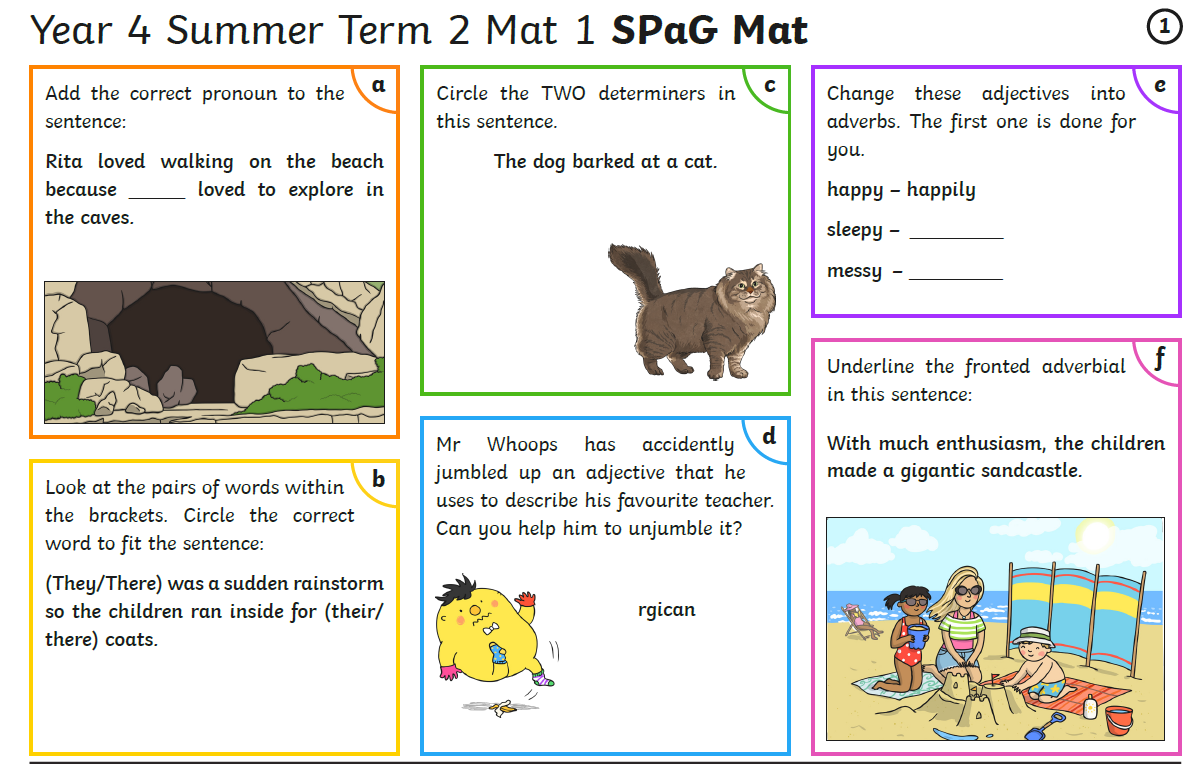 Year 4 Summer Term 2 Mat 1 SPaG Mat
1
a
Add the correct pronoun to the
sentence:
Rita loved walking on the beach
because ______ loved to explore in
the caves.
b
Look at the pairs of words within
the brackets. Circle the correct
word to fit the sentence:
(They/There) was a sudden rainstorm
so the children ran inside for (their/
there) coats.
c
Circle the TWO determiners in
this sentence.
The dog barked at a cat.
d
Mr Whoops has accidently
jumbled up an adjective that he
uses to describe his favourite teacher.
Can you help him to unjumble it?
rgican
e
Change these adjectives into
adverbs. The first one is done for
you.
happy – happily
sleepy – __________
messy – __________
f
Underline the fronted adverbial
in this sentence:
With much enthusiasm, the children
made a gigantic sandcastle.